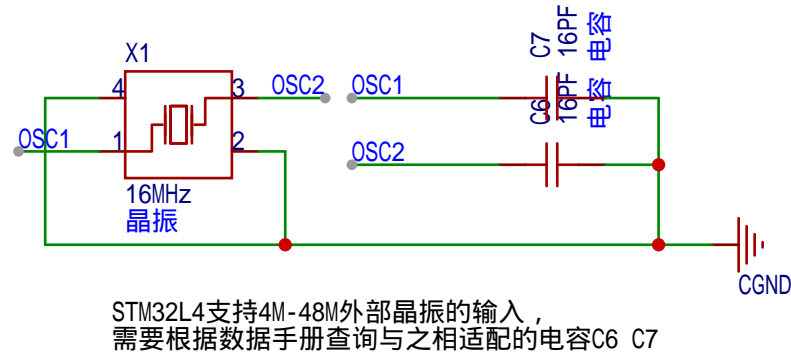 X1
4
3
OSC2
OSC1
1
2
OSC1
OSC2
16MHz
晶振
C7
16PF
电容
C6
16PF
电容
CGND
STM32L4支持4M-48M外部晶振的输入，
需要根据数据手册查询与之相适配的电容C6 C7